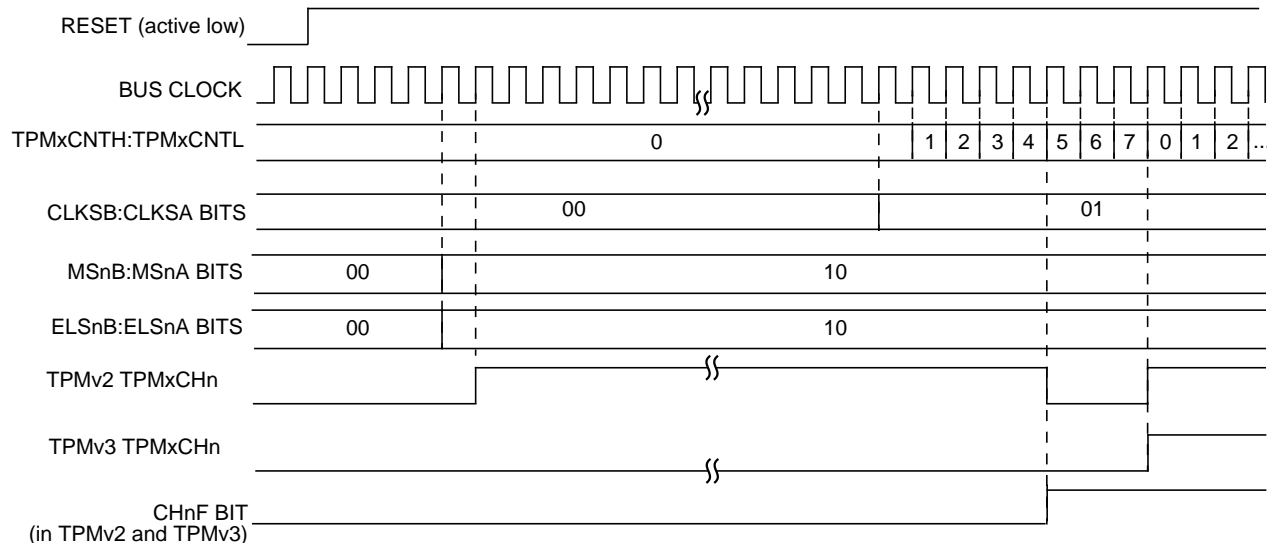 RESET (active low)
BUS CLOCK
TPMxCNTH:TPMxCNTL 0 1 2 3 4 5 6 7 0 1 2 ...
CLKSB:CLKSA BITS 00 01
MSnB:MSnA BITS 00 10
ELSnB:ELSnA BITS 00 10
TPMv2 TPMxCHn
TPMv3 TPMxCHn
CHnF BIT
(in TPMv2 and TPMv3)